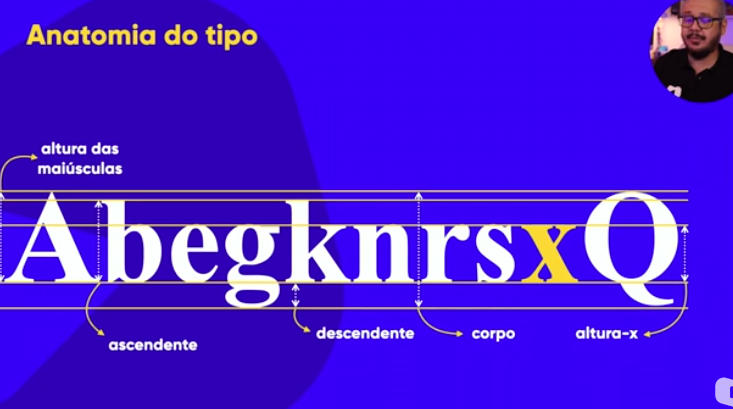 Anatomia do tipo
altura das
maiúsculas
AbegknrsxQ
ascendente
descendente
corpo
altura-x